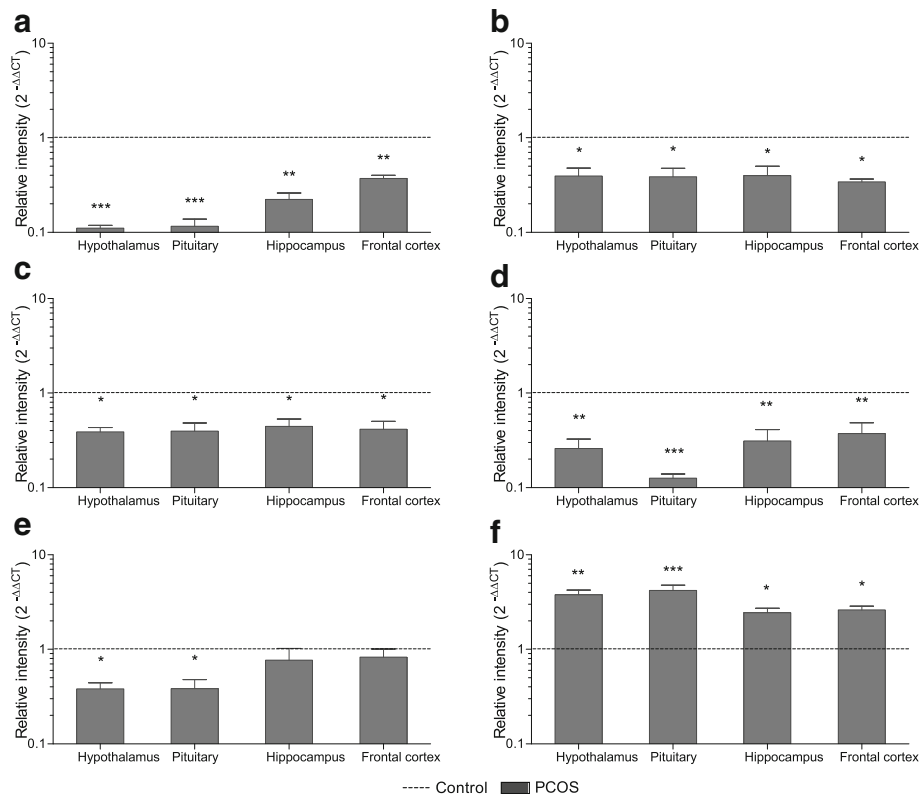 a
10
1
0.1
Relative intensity (2 -ΔΔCT)
*** *** ** **
Hypothalamus Pituitary Hippocampus Frontal cortex
b
10
1
0.1
Relative intensity (2 -ΔΔCT)
* * * *
Hypothalamus Pituitary Hippocampus Frontal cortex
c
10
1
0.1
Relative intensity (2 -ΔΔCT)
* * * *
Hypothalamus Pituitary Hippocampus Frontal cortex
d
10
1
0.1
Relative intensity (2 -ΔΔCT)
** *** ** **
Hypothalamus Pituitary Hippocampus Frontal cortex
e
10
1
0.1
Relative intensity (2 -ΔΔCT)
* *
Hypothalamus Pituitary Hippocampus Frontal cortex
f
10
1
0.1
Relative intensity (2 -ΔΔCT)
** *** * *
Hypothalamus Pituitary Hippocampus Frontal cortex
Control PCOS